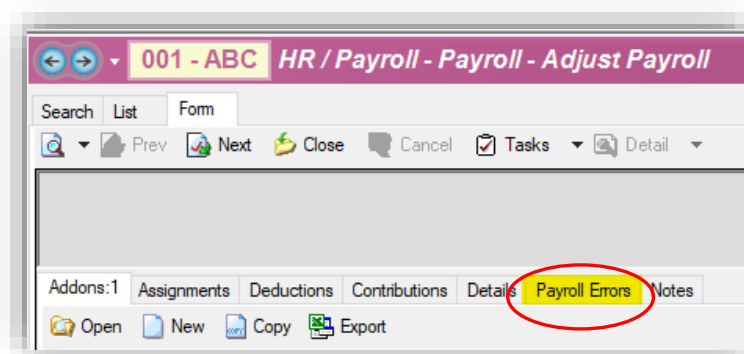 001 - ABC HR / Payroll - Payroll - Adjust Payroll
Search List Form
Prev Next Close Cancel Tasks Detail
Addons:1 Assignments Deductions Contributions Details Payroll Errors Notes
Open New Copy Export